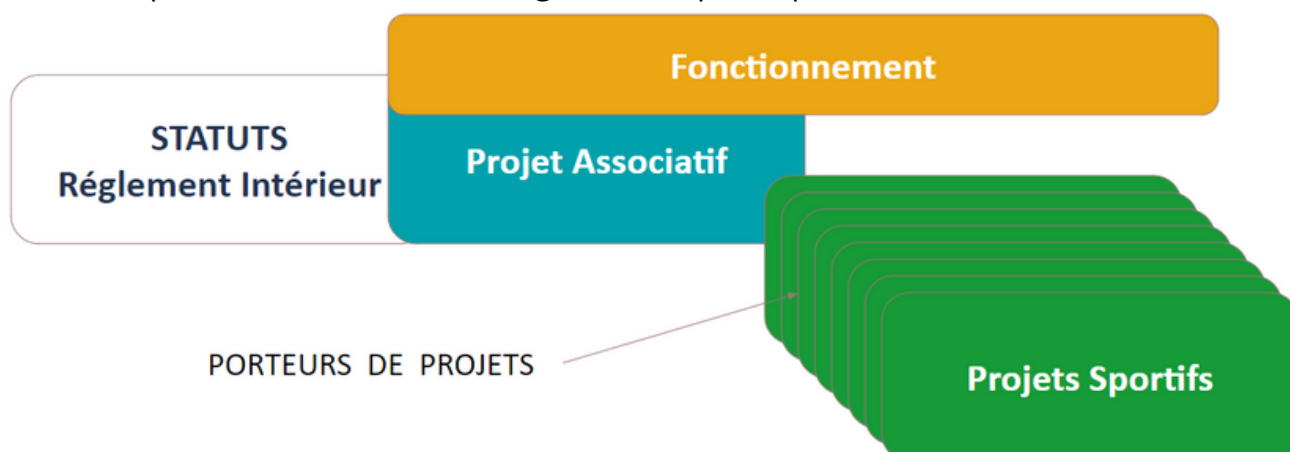 Fonctionnement
STATUTS
Réglement Intérieur
Projet Associatif
PORTEURS DE PROJETS
Projets Sportifs